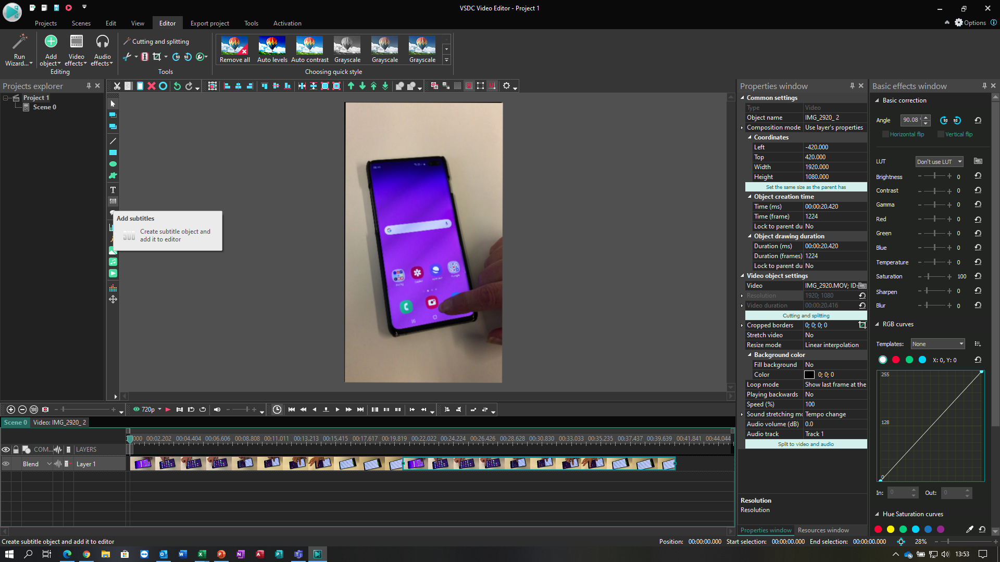 VSDC Video Editor - Project 1
Projects Scenes Edit View Editor Export project Tools Activation
Options
Run Wizard...
Add object
Video effects
Audio effects
Editing
Cutting and splitting
Tools
Remove all
Auto levels
Auto contrast
Grayscale
Grayscale
Grayscale
Choosing quick style
Projects explorer
Project 1
Scene 0
T
SUB
Add subtitles
SUB
Create subtitle object and
add it to editor
Properties window
Common settings
Type Video
Object name IMG_2920_ 2
Composition mode Use layer's properties
Coordinates
Left -420.000
Top 420.000
Width 1920.000
Height 1080.000
Set the same size as the parent has
Object creation time
Time (ms) 00:00:20.420
Time (frame) 1224
Lock to parent du No
Object drawing duration
Duration (ms) 00:00:20.420
Duration (frames) 1224
Lock to parent du No
Video object settings
Video IMG_2920.MOV; ID=
Resolution 1920; 1080
Video duration 00:00:20.416
Cutting and splitting
Cropped borders 0; 0; 0; 0
Stretch video No
Resize mode Linear interpolation
Background color
Fill background No
Color 0; 0; 0
Loop mode Show last frame at the
Playing backwards No
Speed (%) 100
Sound stretching mo Tempo change
Audio volume (dB) 0.0
Audio track Track 1
Split to video and audio
Resolution
Resolution
Properties window Resources window
Basic effects window
Basic correction
Angle 90.08 °
90 90
Horizontal flip Vertical flip
LUT Don't use LUT
Brightness 0
Contrast 0
Gamma 0
Red 0
Green 0
Blue 0
Temperature 0
Saturation 100
Sharpen 0
Blur 0
RGB curves
Templates: None
X: 0, Y: 0
255
128
0
In: 0 Out: 0
Hue Saturation curves
720p
Scene 0 Video: IMG_2920_ 2
000 00:02.202 00:04.404 00:06.606 00:08.808 00:11.011 00:13.213 00:15.415 00:17.617 00:19.819 00:22.022 00:24.224 00:26.426 00:28.628 00:30.830 00:33.033 00:35.235 00:37.437 00:39.639 00:41.841 00:44.044
COM... LAYERS
Blend Layer 1
Create subtitle object and add it to editor
Position: 00:00:00.000 Start selection: 00:00:00.000 End selection: 00:00:00.000 28%
13:53